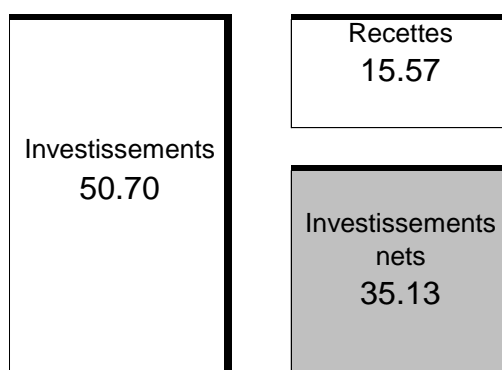 Investissements
50.70
Recettes
15.57
Investissements
nets
35.13